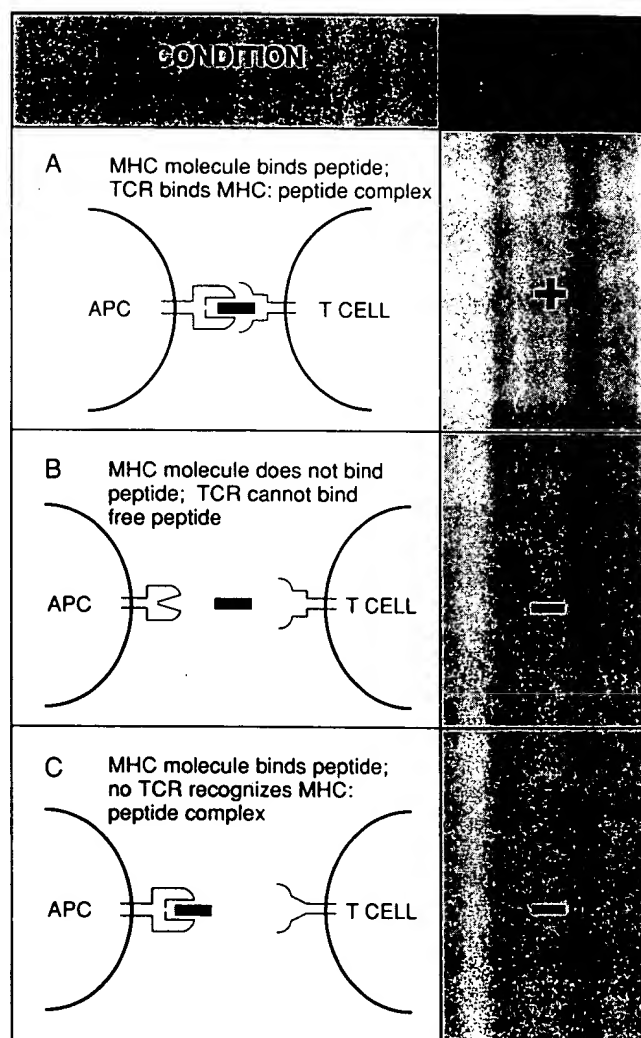 CONDITION
A MHC molecule binds peptide;
TCR binds MHC: peptide complex
APC
T CELL
+
B MHC molecule does not bind
peptide; TCR cannot bind
free peptide
APC
T CELL
−
C MHC molecule binds peptide;
no TCR recognizes MHC:
peptide complex
APC
T CELL
−